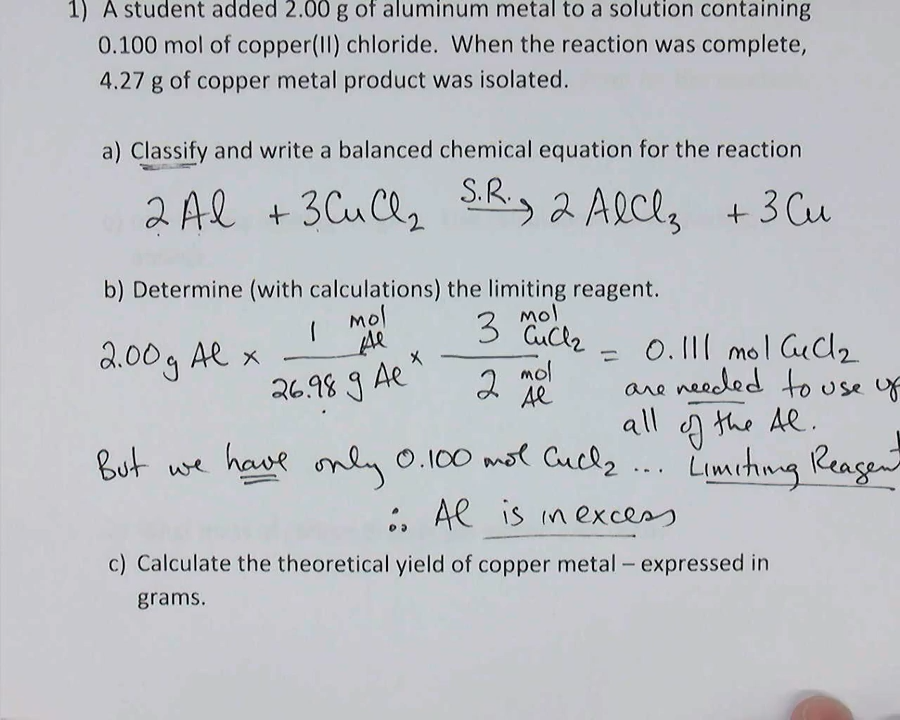 1) A student added 2.00 g of aluminum metal to a solution containing
0.100 mol of copper(II) chloride. When the reaction was complete,
4.27 g of copper metal product was isolated.
a) Classify and write a balanced chemical equation for the reaction
2 Al + 3 CuCl₂ S.R. → 2 AlCl₃ + 3 Cu
b) Determine (with calculations) the limiting reagent.
2.00 g Al × 1 mol Al / 26.98 g Al × 3 mol CuCl₂ / 2 mol Al = 0.111 mol CuCl₂
are needed to use up
all of the Al.
But we have only 0.100 mol CuCl₂ ... Limiting Reagent
∴ Al is in excess
c) Calculate the theoretical yield of copper metal – expressed in
grams.